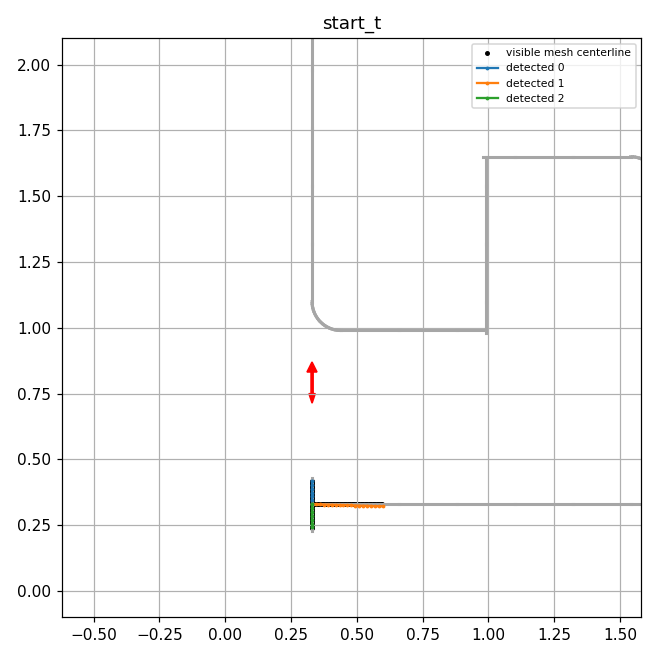 start_t
visible mesh centerline
detected 0
detected 1
detected 2
2.00
1.75
1.50
1.25
1.00
0.75
0.50
0.25
0.00
−0.50 −0.25 0.00 0.25 0.50 0.75 1.00 1.25 1.50